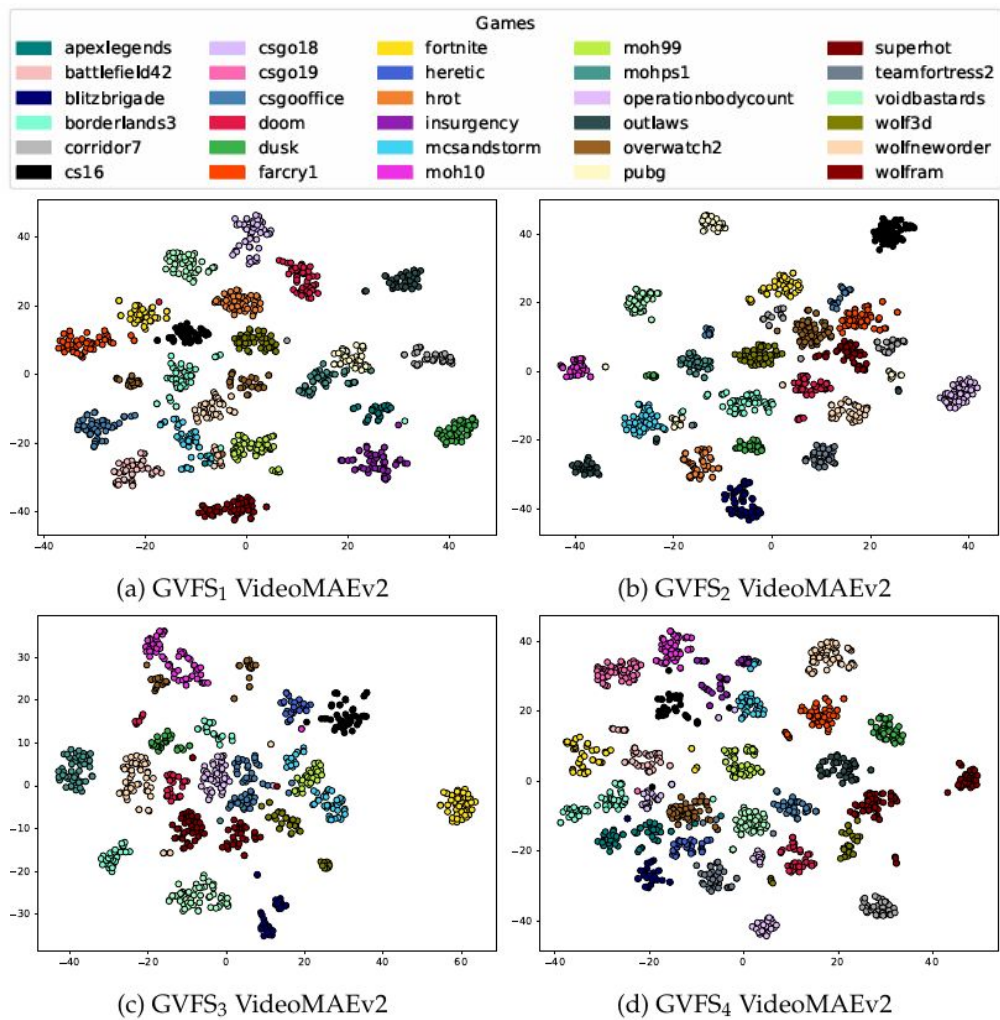 Games
apexlegends csgo18 fortnite moh99 superhot
battlefield42 csgo19 heretic mohps1 teamfortress2
blitzbrigade csgooffice hrot operationbodycount voidbastards
borderlands3 doom insurgency outlaws wolf3d
corridor7 dusk mcsandstorm overwatch2 wolfneworder
cs16 farcry1 moh10 pubg wolfram
40
20
0
−20
−40
−40 −20 0 20 40
40
20
0
−20
−40
−40 −20 0 20 40
(a) GVFS₁ VideoMAEv2 (b) GVFS₂ VideoMAEv2
30
20
10
0
−10
−20
−30
−40 −20 0 20 40 60
40
20
0
−20
−40
−40 −20 0 20 40
(c) GVFS₃ VideoMAEv2 (d) GVFS₄ VideoMAEv2